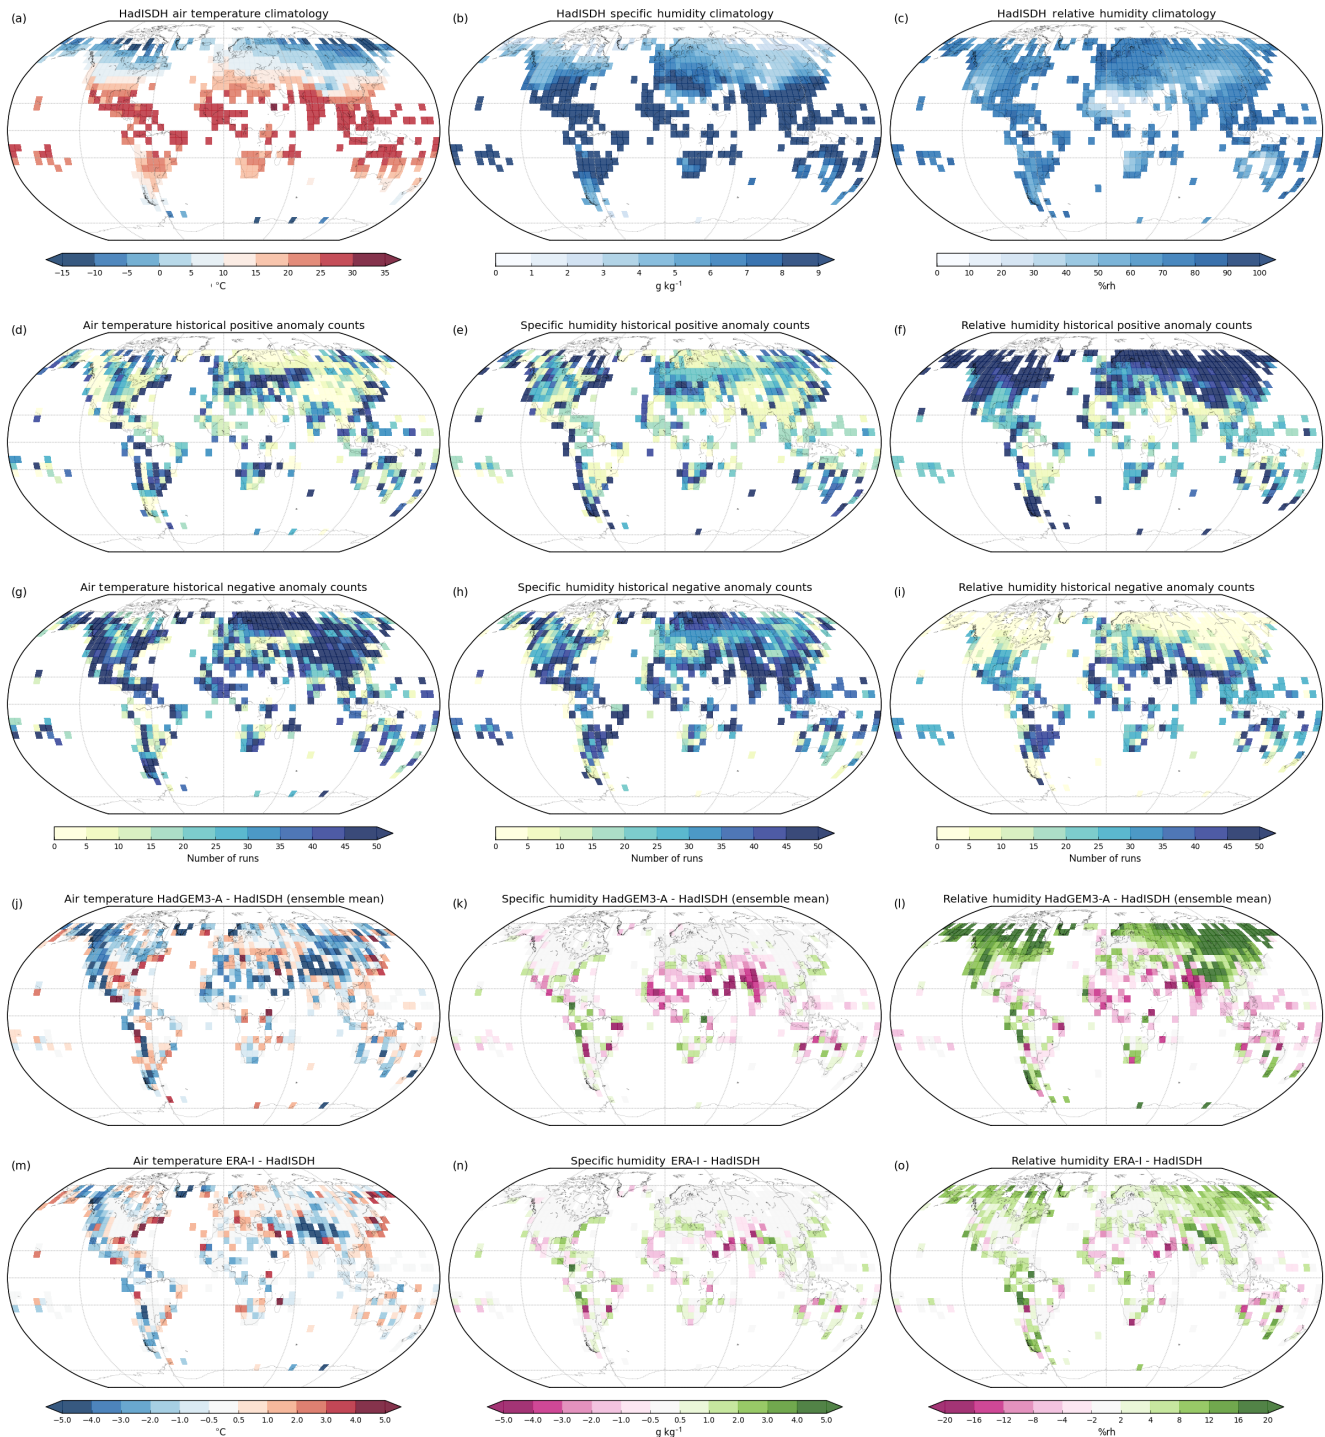 (a) HadISDH air temperature climatology
(b) HadISDH specific humidity climatology
(c) HadISDH relative humidity climatology
−15 −10 −5 0 5 10 15 20 25 30 35
°C
0 1 2 3 4 5 6 7 8 9
g kg⁻¹
0 10 20 30 40 50 60 70 80 90 100
%rh
(d) Air temperature historical positive anomaly counts
(e) Specific humidity historical positive anomaly counts
(f) Relative humidity historical positive anomaly counts
(g) Air temperature historical negative anomaly counts
(h) Specific humidity historical negative anomaly counts
(i) Relative humidity historical negative anomaly counts
0 5 10 15 20 25 30 35 40 45 50
Number of runs
0 5 10 15 20 25 30 35 40 45 50
Number of runs
0 5 10 15 20 25 30 35 40 45 50
Number of runs
(j) Air temperature HadGEM3-A - HadISDH (ensemble mean)
(k) Specific humidity HadGEM3-A - HadISDH (ensemble mean)
(l) Relative humidity HadGEM3-A - HadISDH (ensemble mean)
(m) Air temperature ERA-I - HadISDH
(n) Specific humidity ERA-I - HadISDH
(o) Relative humidity ERA-I - HadISDH
−5.0 −4.0 −3.0 −2.0 −1.0 −0.5 0.5 1.0 2.0 3.0 4.0 5.0
°C
−5.0 −4.0 −3.0 −2.0 −1.0 −0.5 0.5 1.0 2.0 3.0 4.0 5.0
g kg⁻¹
−20 −16 −12 −8 −4 −2 2 4 8 12 16 20
%rh